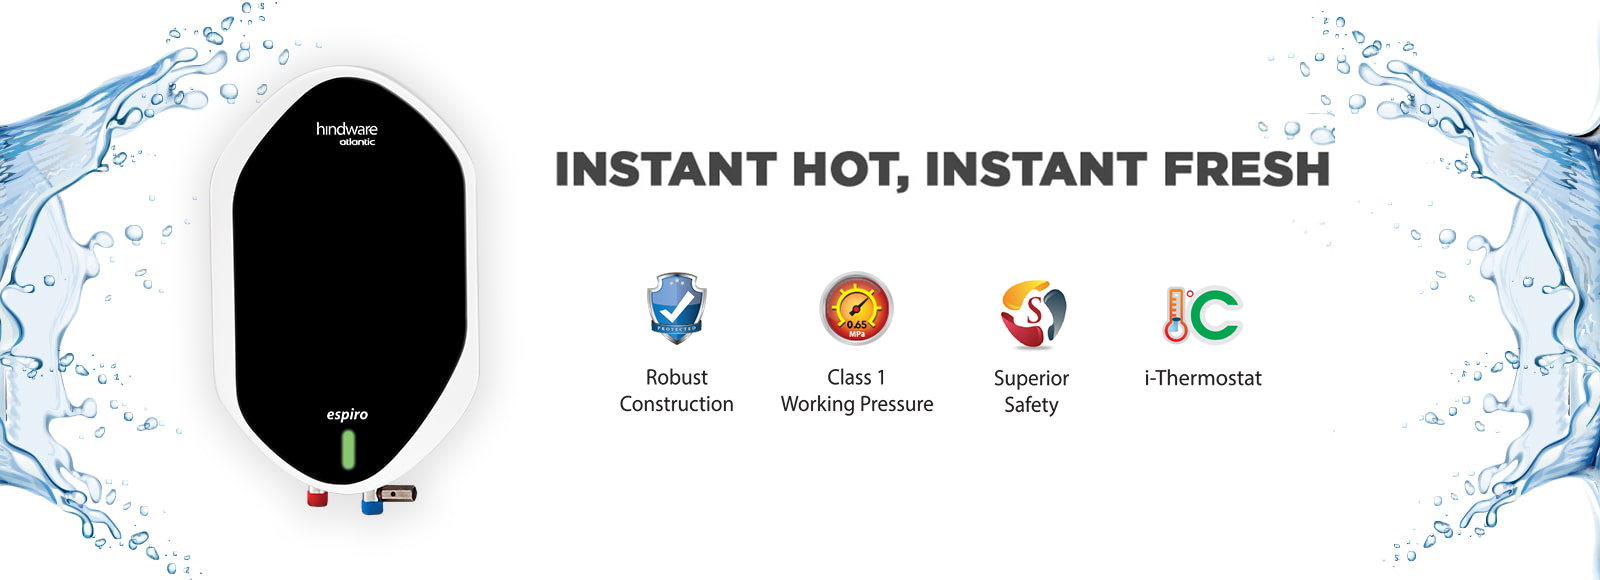 hindware
atlantic
espiro
INSTANT HOT, INSTANT FRESH
PROTECTED
Robust
Construction
0.65
MPa
Class 1
Working Pressure
S
Superior
Safety
°C
i-Thermostat